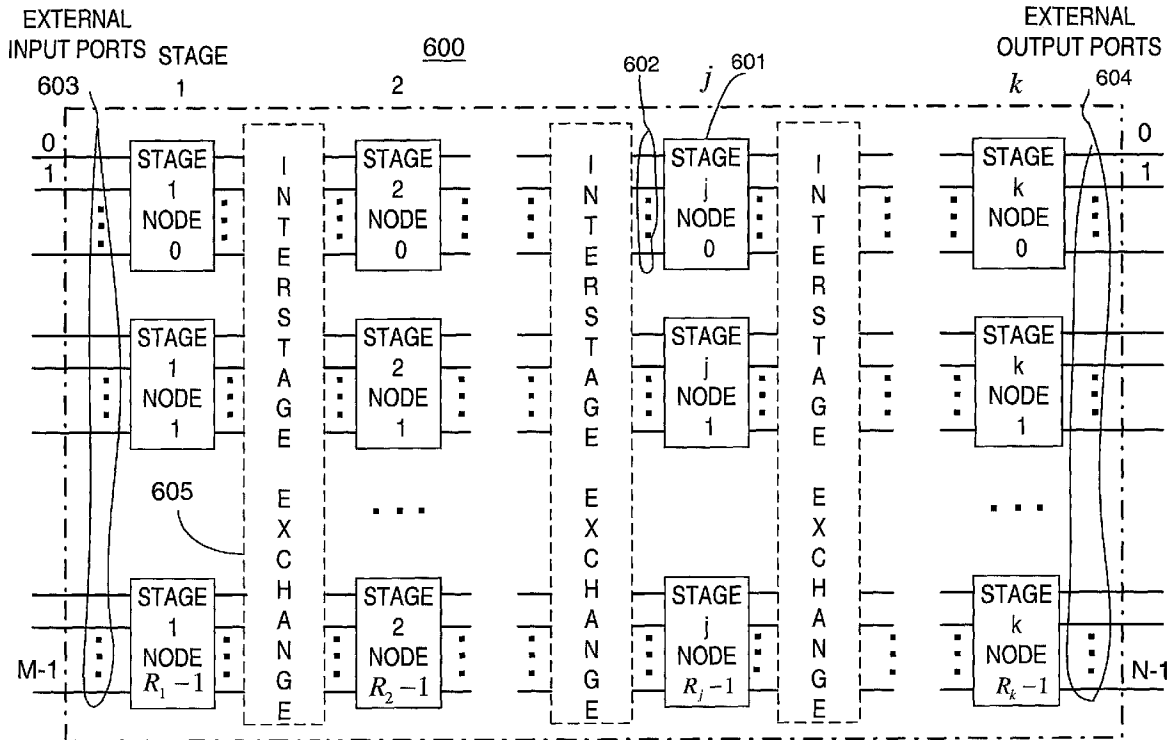 EXTERNAL
INPUT PORTS
STAGE
600
EXTERNAL
OUTPUT PORTS
603
1
2
602
601
j
k
604
0
1
STAGE
1
NODE
0
INTERSTAGE EXCHANGE
STAGE
2
NODE
0
INTERSTAGE EXCHANGE
STAGE
j
NODE
0
INTERSTAGE EXCHANGE
STAGE
k
NODE
0
0
1
STAGE
1
NODE
1
STAGE
2
NODE
1
STAGE
j
NODE
1
STAGE
k
NODE
1
605
M-1
STAGE
1
NODE
R₁-1
STAGE
2
NODE
R₂-1
STAGE
j
NODE
Rⱼ-1
STAGE
k
NODE
Rₖ-1
N-1